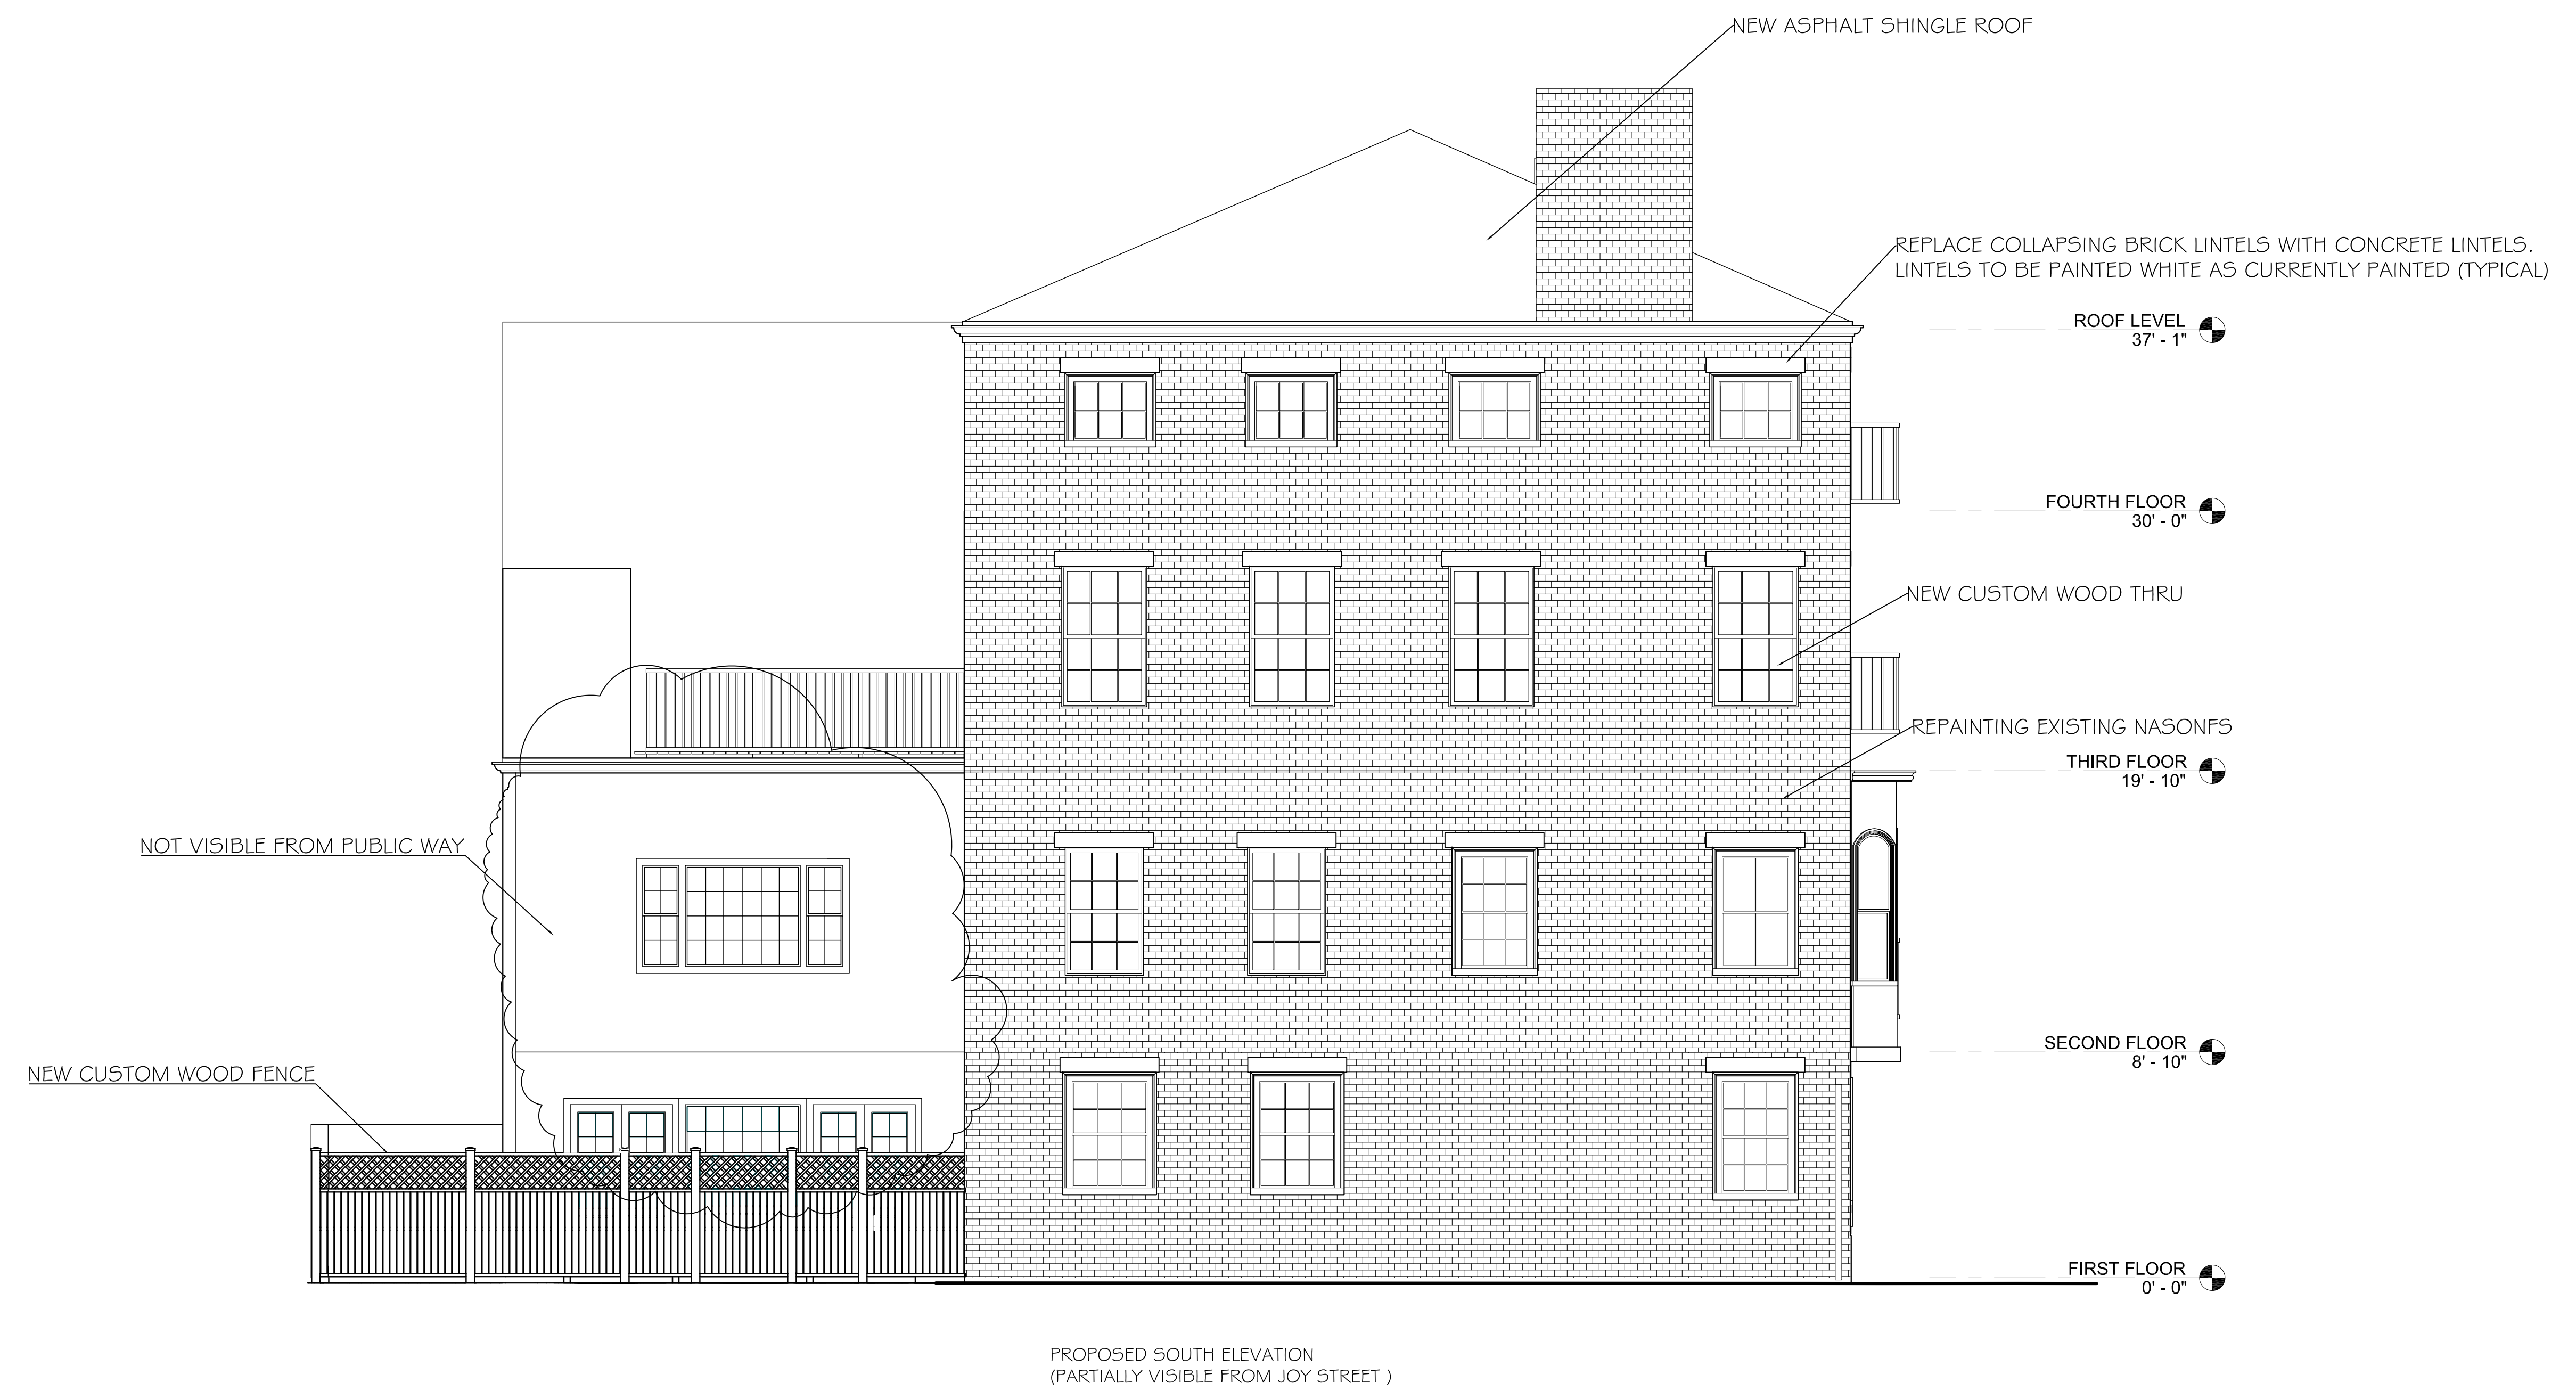 NEW ASPHALT SHINGLE ROOF
REPLACE COLLAPSING BRICK LINTELS WITH CONCRETE LINTELS.
LINTELS TO BE PAINTED WHITE AS CURRENTLY PAINTED (TYPICAL)
ROOF LEVEL
37' - 1"
FOURTH FLOOR
30' - 0"
NEW CUSTOM WOOD THRU
REPAINTING EXISTING NASONFS
THIRD FLOOR
19' - 10"
NOT VISIBLE FROM PUBLIC WAY
SECOND FLOOR
8' - 10"
NEW CUSTOM WOOD FENCE
FIRST FLOOR
0' - 0"
PROPOSED SOUTH ELEVATION
(PARTIALLY VISIBLE FROM JOY STREET )